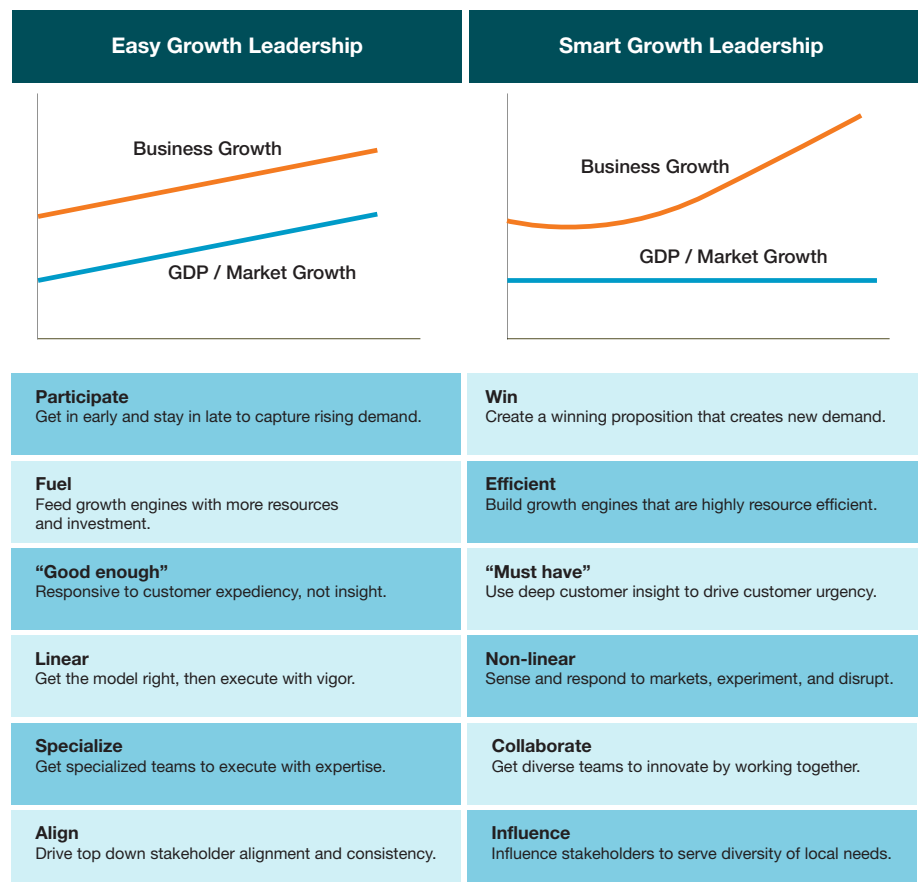 Easy Growth Leadership
Smart Growth Leadership
Business Growth
GDP / Market Growth
Business Growth
GDP / Market Growth
Participate
Get in early and stay in late to capture rising demand.
Win
Create a winning proposition that creates new demand.
Fuel
Feed growth engines with more resources
and investment.
Efficient
Build growth engines that are highly resource efficient.
“Good enough”
Responsive to customer expediency, not insight.
“Must have”
Use deep customer insight to drive customer urgency.
Linear
Get the model right, then execute with vigor.
Non-linear
Sense and respond to markets, experiment, and disrupt.
Specialize
Get specialized teams to execute with expertise.
Collaborate
Get diverse teams to innovate by working together.
Align
Drive top down stakeholder alignment and consistency.
Influence
Influence stakeholders to serve diversity of local needs.